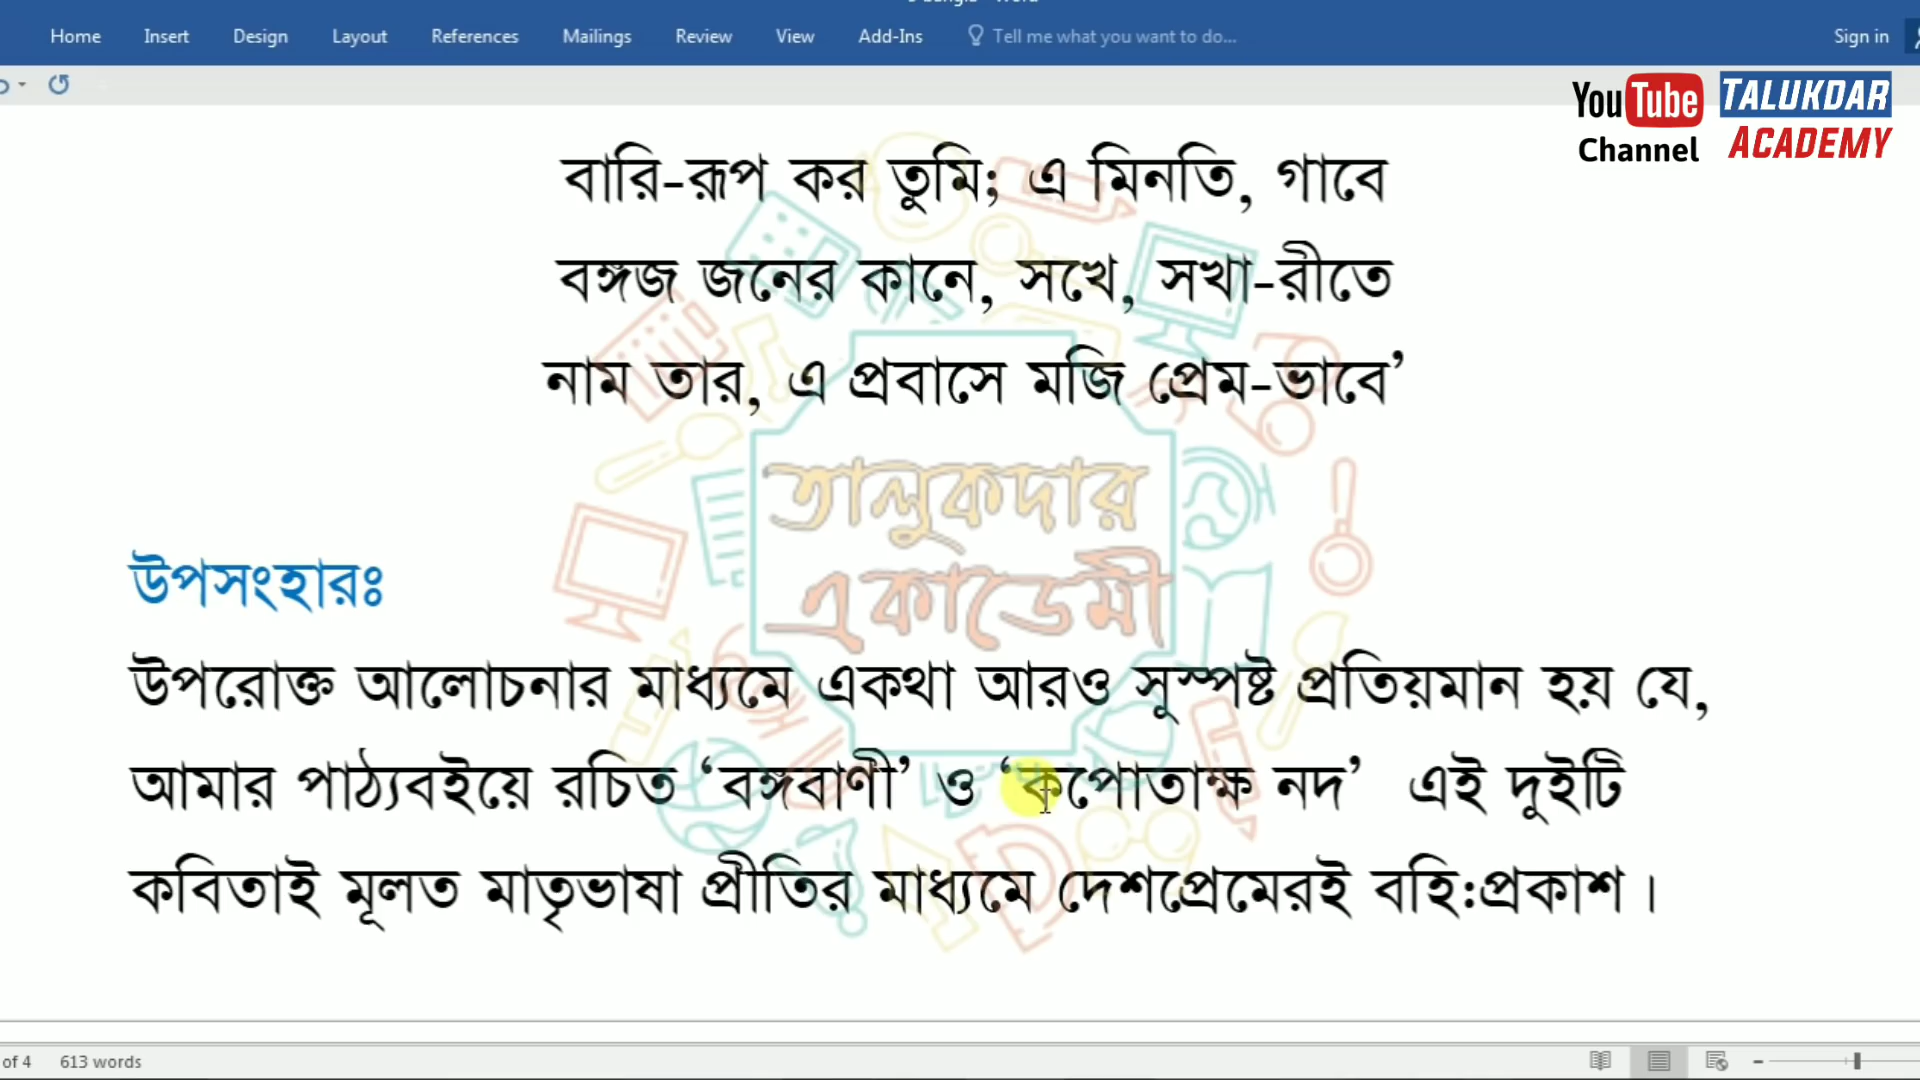 Home Insert Design Layout References Mailings Review View Add-Ins Tell me what you want to do... Sign in
YouTube TALUKDAR
Channel ACADEMY
বারি-রূপ কর তুমি; এ মিনতি, গাবে
বঙ্গজ জনের কানে, সখে, সখা-রীতে
নাম তার, এ প্রবাসে মজি প্রেম-ভাবে’
তালুকদার
একাডেমী
উপসংহারঃ
উপরোক্ত আলোচনার মাধ্যমে একথা আরও সুস্পষ্ট প্রতিয়মান হয় যে,
আমার পাঠ্যবইয়ে রচিত ‘বঙ্গবাণী’ ও ‘কপোতাক্ষ নদ’ এই দুইটি
কবিতাই মূলত মাতৃভাষা প্রীতির মাধ্যমে দেশপ্রেমেরই বহি:প্রকাশ।
of 4 613 words